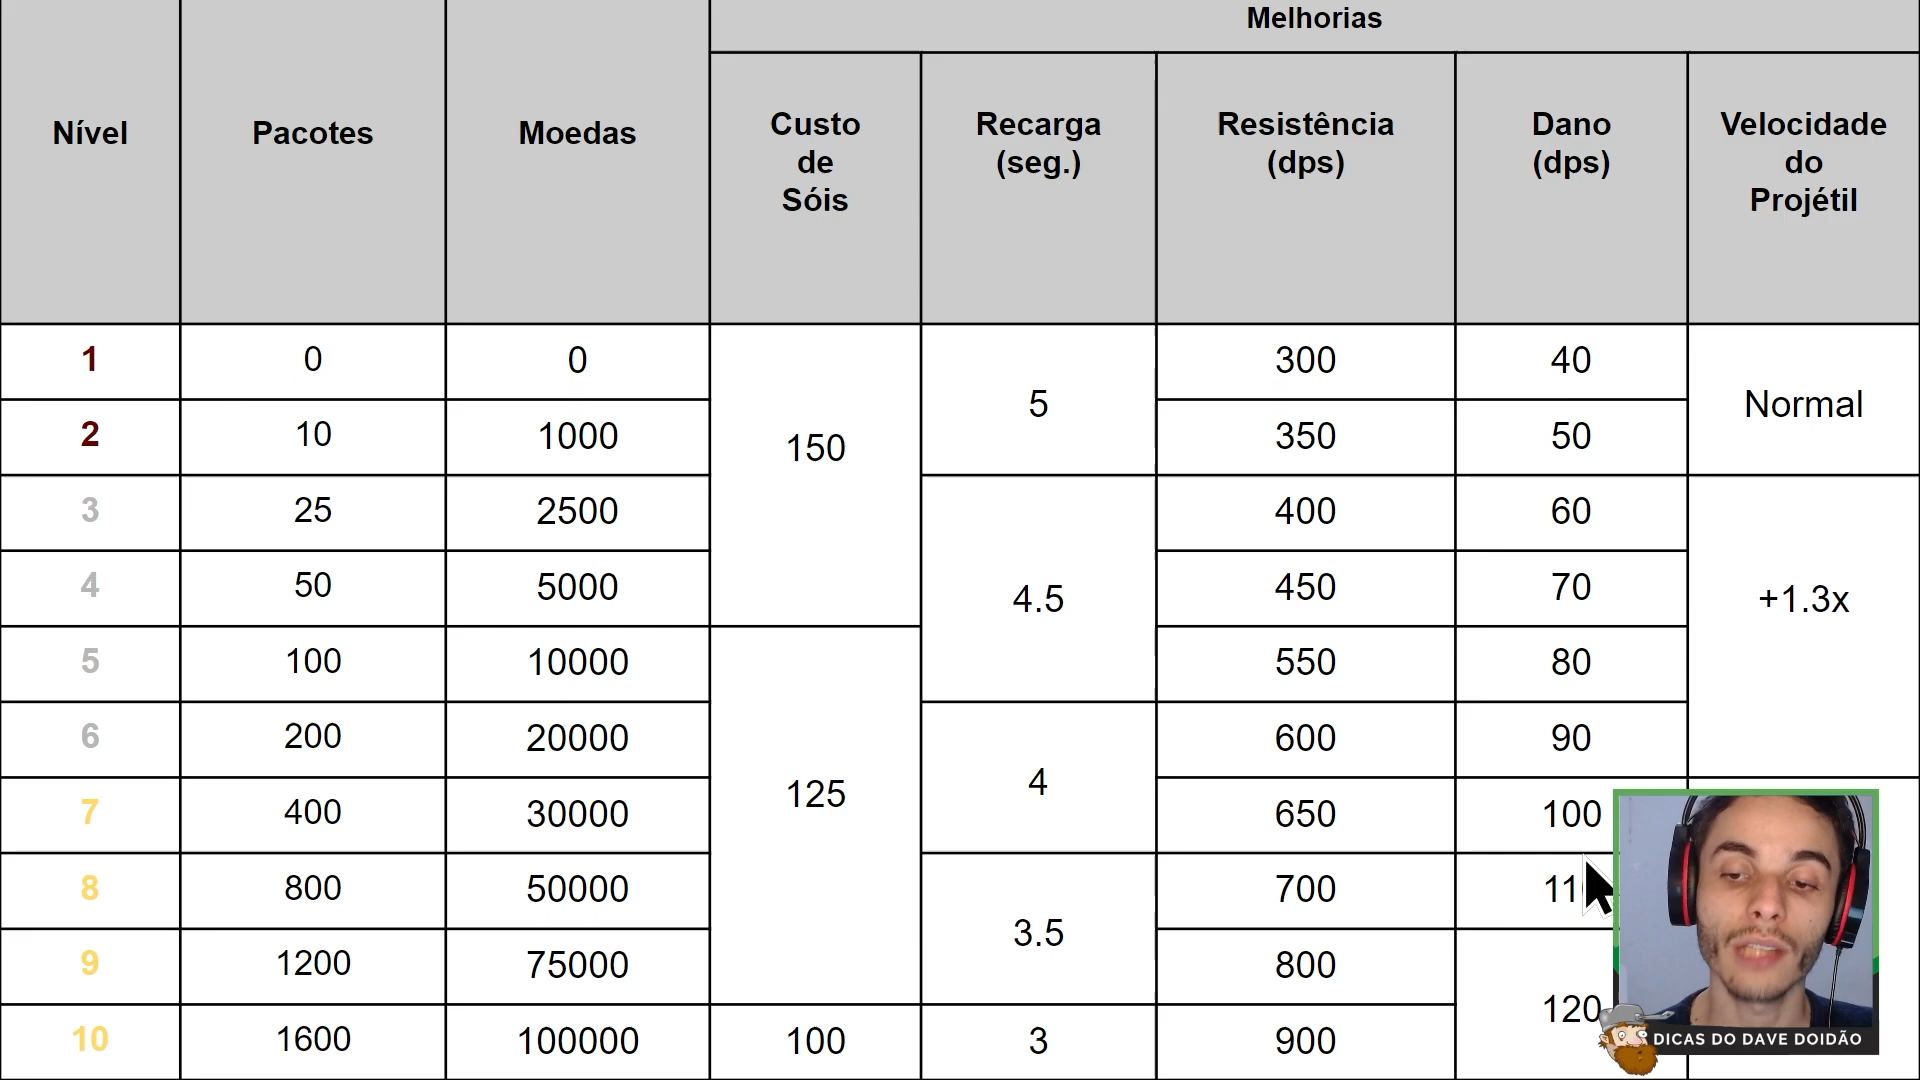 Melhorias
Nível Pacotes Moedas
Custo
de
Sóis
Recarga
(seg.)
Resistência
(dps)
Dano
(dps)
Velocidade
do
Projétil
1 0 0 150 5 300 40 Normal
2 10 1000 350 50
3 25 2500 4.5 400 60 +1.3x
4 50 5000 450 70
5 100 10000 125 550 80
6 200 20000 4 600 90
7 400 30000 650 100
8 800 50000 3.5 700
9 1200 75000 800 120
10 1600 100000 100 3 900
DICAS DO DAVE DOIDÃO